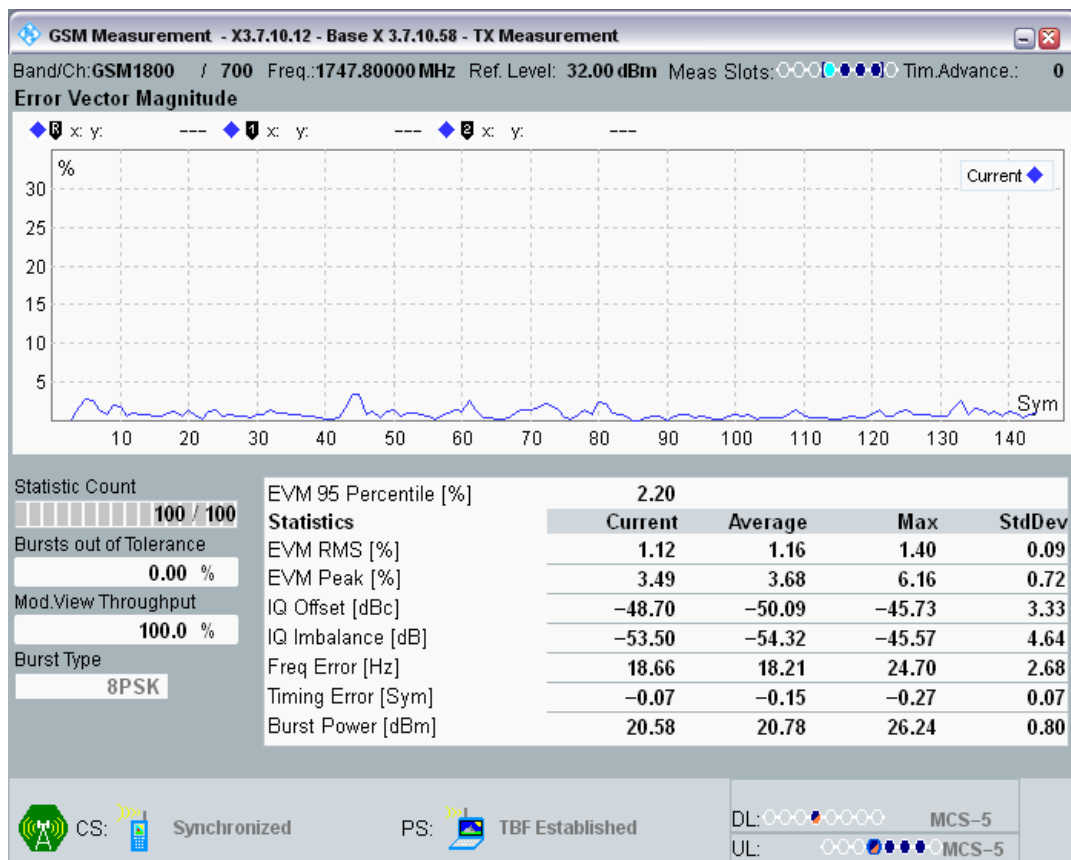 GSM Measurement - X3.7.10.12 - Base X 3.7.10.58 - TX Measurement
Band/Ch:GSM1800 / 700 Freq.:1747.80000 MHz Ref. Level: 32.00 dBm Meas Slots: Tim.Advance.: 0
Error Vector Magnitude
R x: y: --- 1 x: y: --- 2 x: y: ---
%
Current
30
25
20
15
10
5
Sym
10 20 30 40 50 60 70 80 90 100 110 120 130 140
Statistic Count
100 / 100
Bursts out of Tolerance
0.00 %
Mod.View Throughput
100.0 %
Burst Type
8PSK
EVM 95 Percentile [%] 2.20
Statistics Current Average Max StdDev
EVM RMS [%] 1.12 1.16 1.40 0.09
EVM Peak [%] 3.49 3.68 6.16 0.72
IQ Offset [dBc] −48.70 −50.09 −45.73 3.33
IQ Imbalance [dB] −53.50 −54.32 −45.57 4.64
Freq Error [Hz] 18.66 18.21 24.70 2.68
Timing Error [Sym] −0.07 −0.15 −0.27 0.07
Burst Power [dBm] 20.58 20.78 26.24 0.80
CS: Synchronized PS: TBF Established
DL: MCS−5
UL: MCS−5